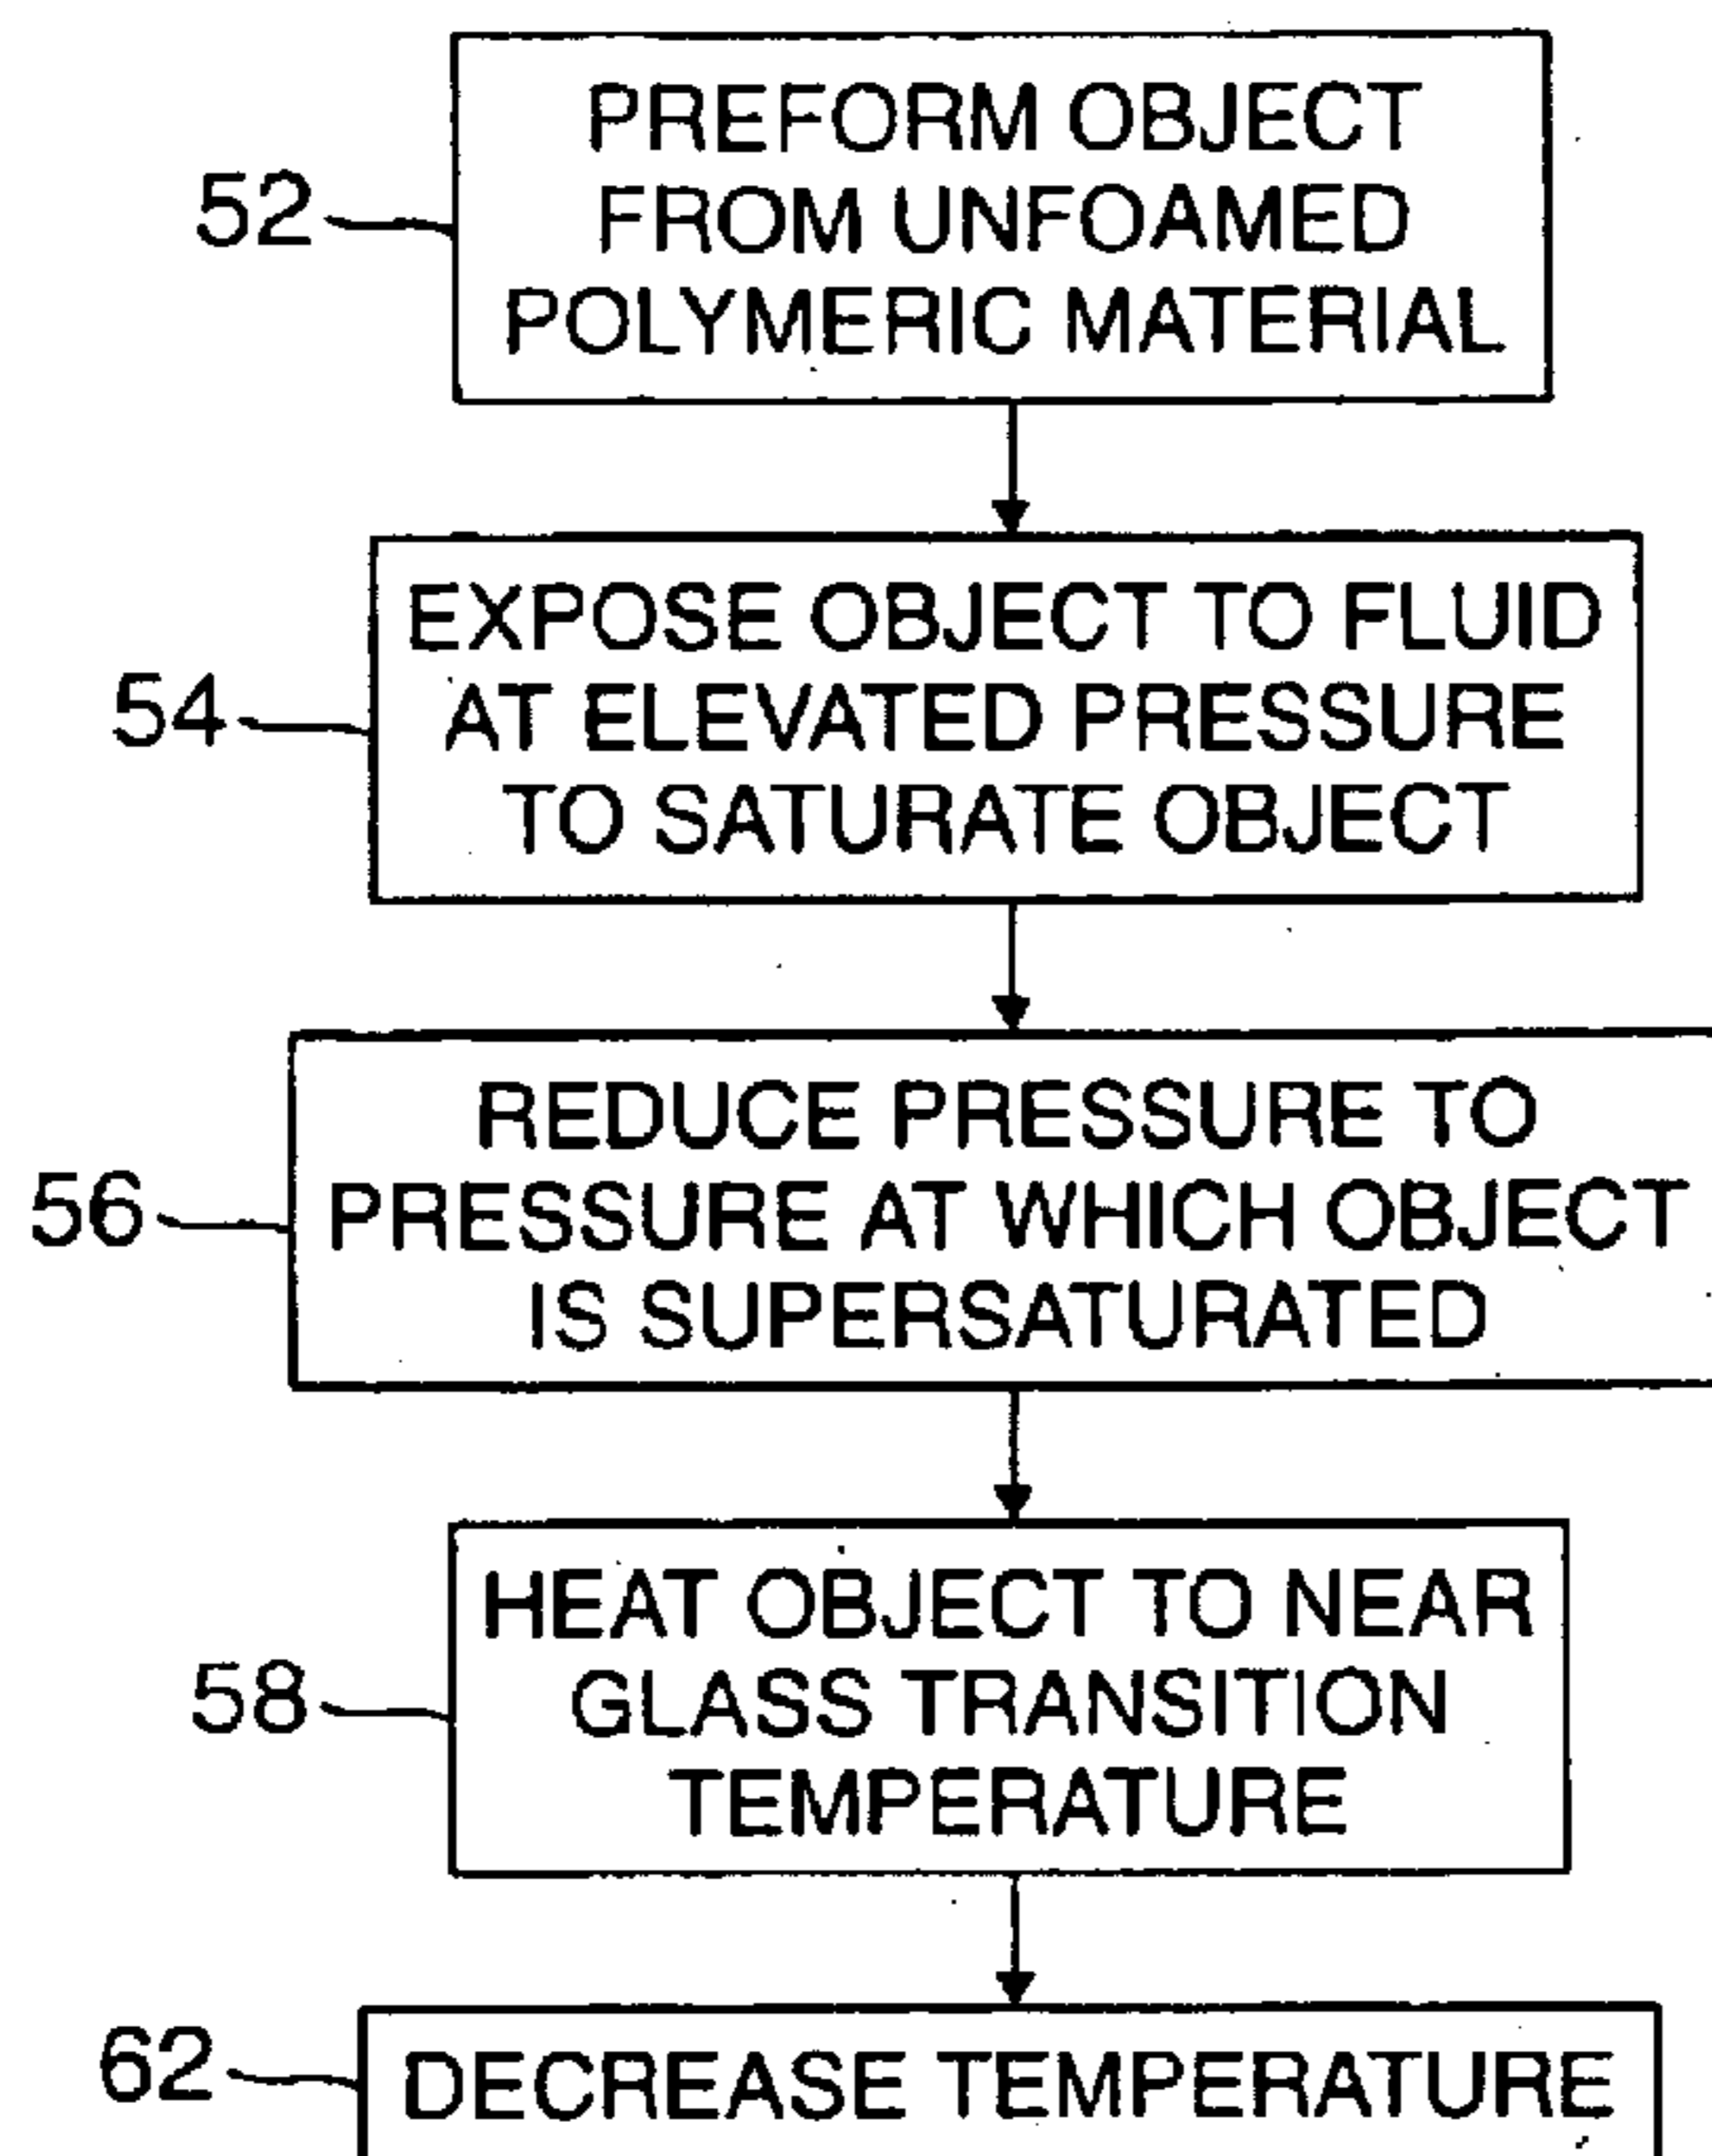 PREFORM OBJECT
FROM UNFOAMED
POLYMERIC MATERIAL
52
EXPOSE OBJECT TO FLUID
AT ELEVATED PRESSURE
TO SATURATE OBJECT
54
REDUCE PRESSURE TO
PRESSURE AT WHICH OBJECT
IS SUPERSATURATED
56
HEAT OBJECT TO NEAR
GLASS TRANSITION
TEMPERATURE
58
DECREASE TEMPERATURE
62